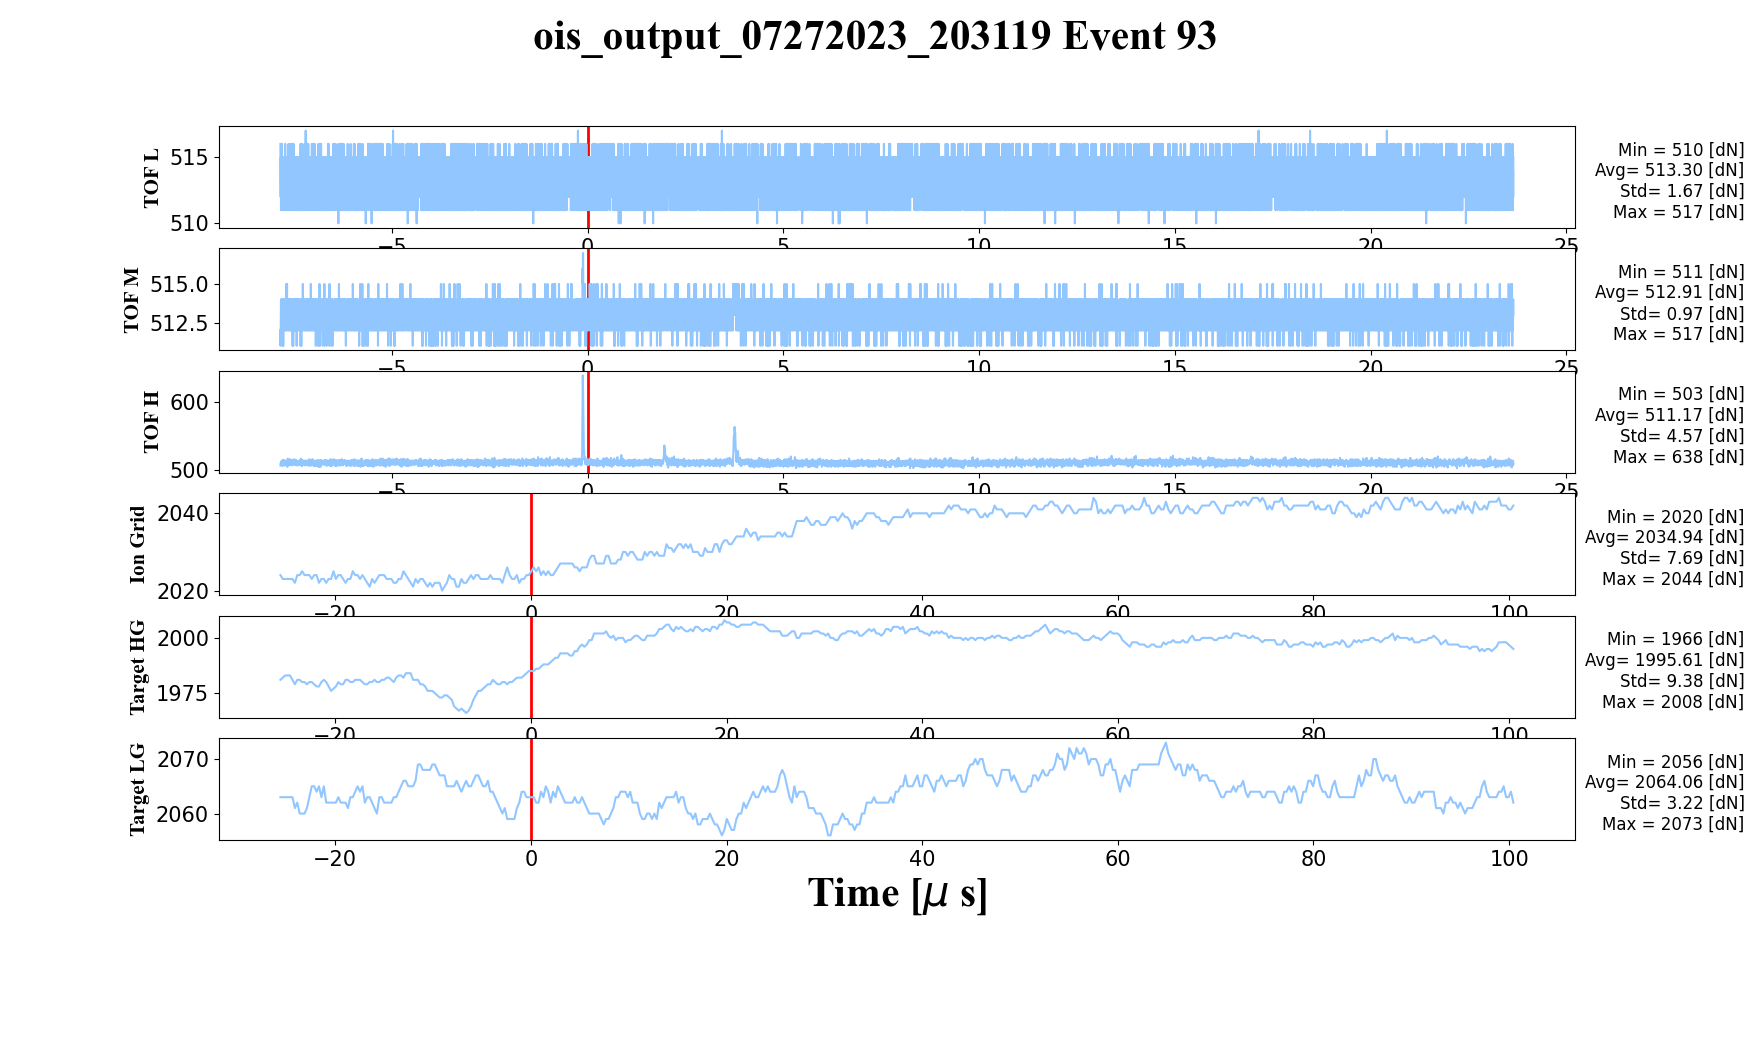 ois_output_07272023_203119 Event 93
TOF L
515
510
−5 0 5 10 15 20 25
Min = 510 [dN]
Avg= 513.30 [dN]
Std= 1.67 [dN]
Max = 517 [dN]
TOF M
515.0
512.5
−5 0 5 10 15 20 25
Min = 511 [dN]
Avg= 512.91 [dN]
Std= 0.97 [dN]
Max = 517 [dN]
TOF H
600
500
−5 0 5 10 15 20 25
Min = 503 [dN]
Avg= 511.17 [dN]
Std= 4.57 [dN]
Max = 638 [dN]
Ion Grid
2040
2020
−20 0 20 40 60 80 100
Min = 2020 [dN]
Avg= 2034.94 [dN]
Std= 7.69 [dN]
Max = 2044 [dN]
Target HG
2000
1975
−20 0 20 40 60 80 100
Min = 1966 [dN]
Avg= 1995.61 [dN]
Std= 9.38 [dN]
Max = 2008 [dN]
Target LG
2070
2060
−20 0 20 40 60 80 100
Min = 2056 [dN]
Avg= 2064.06 [dN]
Std= 3.22 [dN]
Max = 2073 [dN]
Time [μ s]